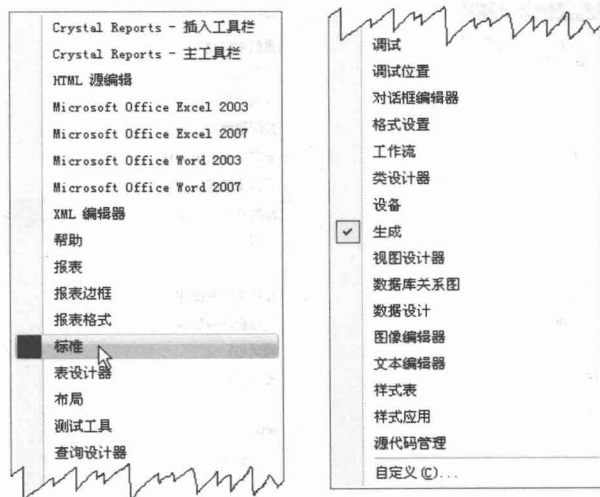 Crystal Reports - 插入工具栏
Crystal Reports - 主工具栏
HTML 源编辑
Microsoft Office Excel 2003
Microsoft Office Excel 2007
Microsoft Office Word 2003
Microsoft Office Word 2007
XML 编辑器
帮助
报表
报表边框
报表格式
标准
表设计器
布局
测试工具
查询设计器
调试
调试位置
对话框编辑器
格式设置
工作流
类设计器
设备
生成
视图设计器
数据库关系图
数据设计
图像编辑器
文本编辑器
样式表
样式应用
源代码管理
自定义(C)...